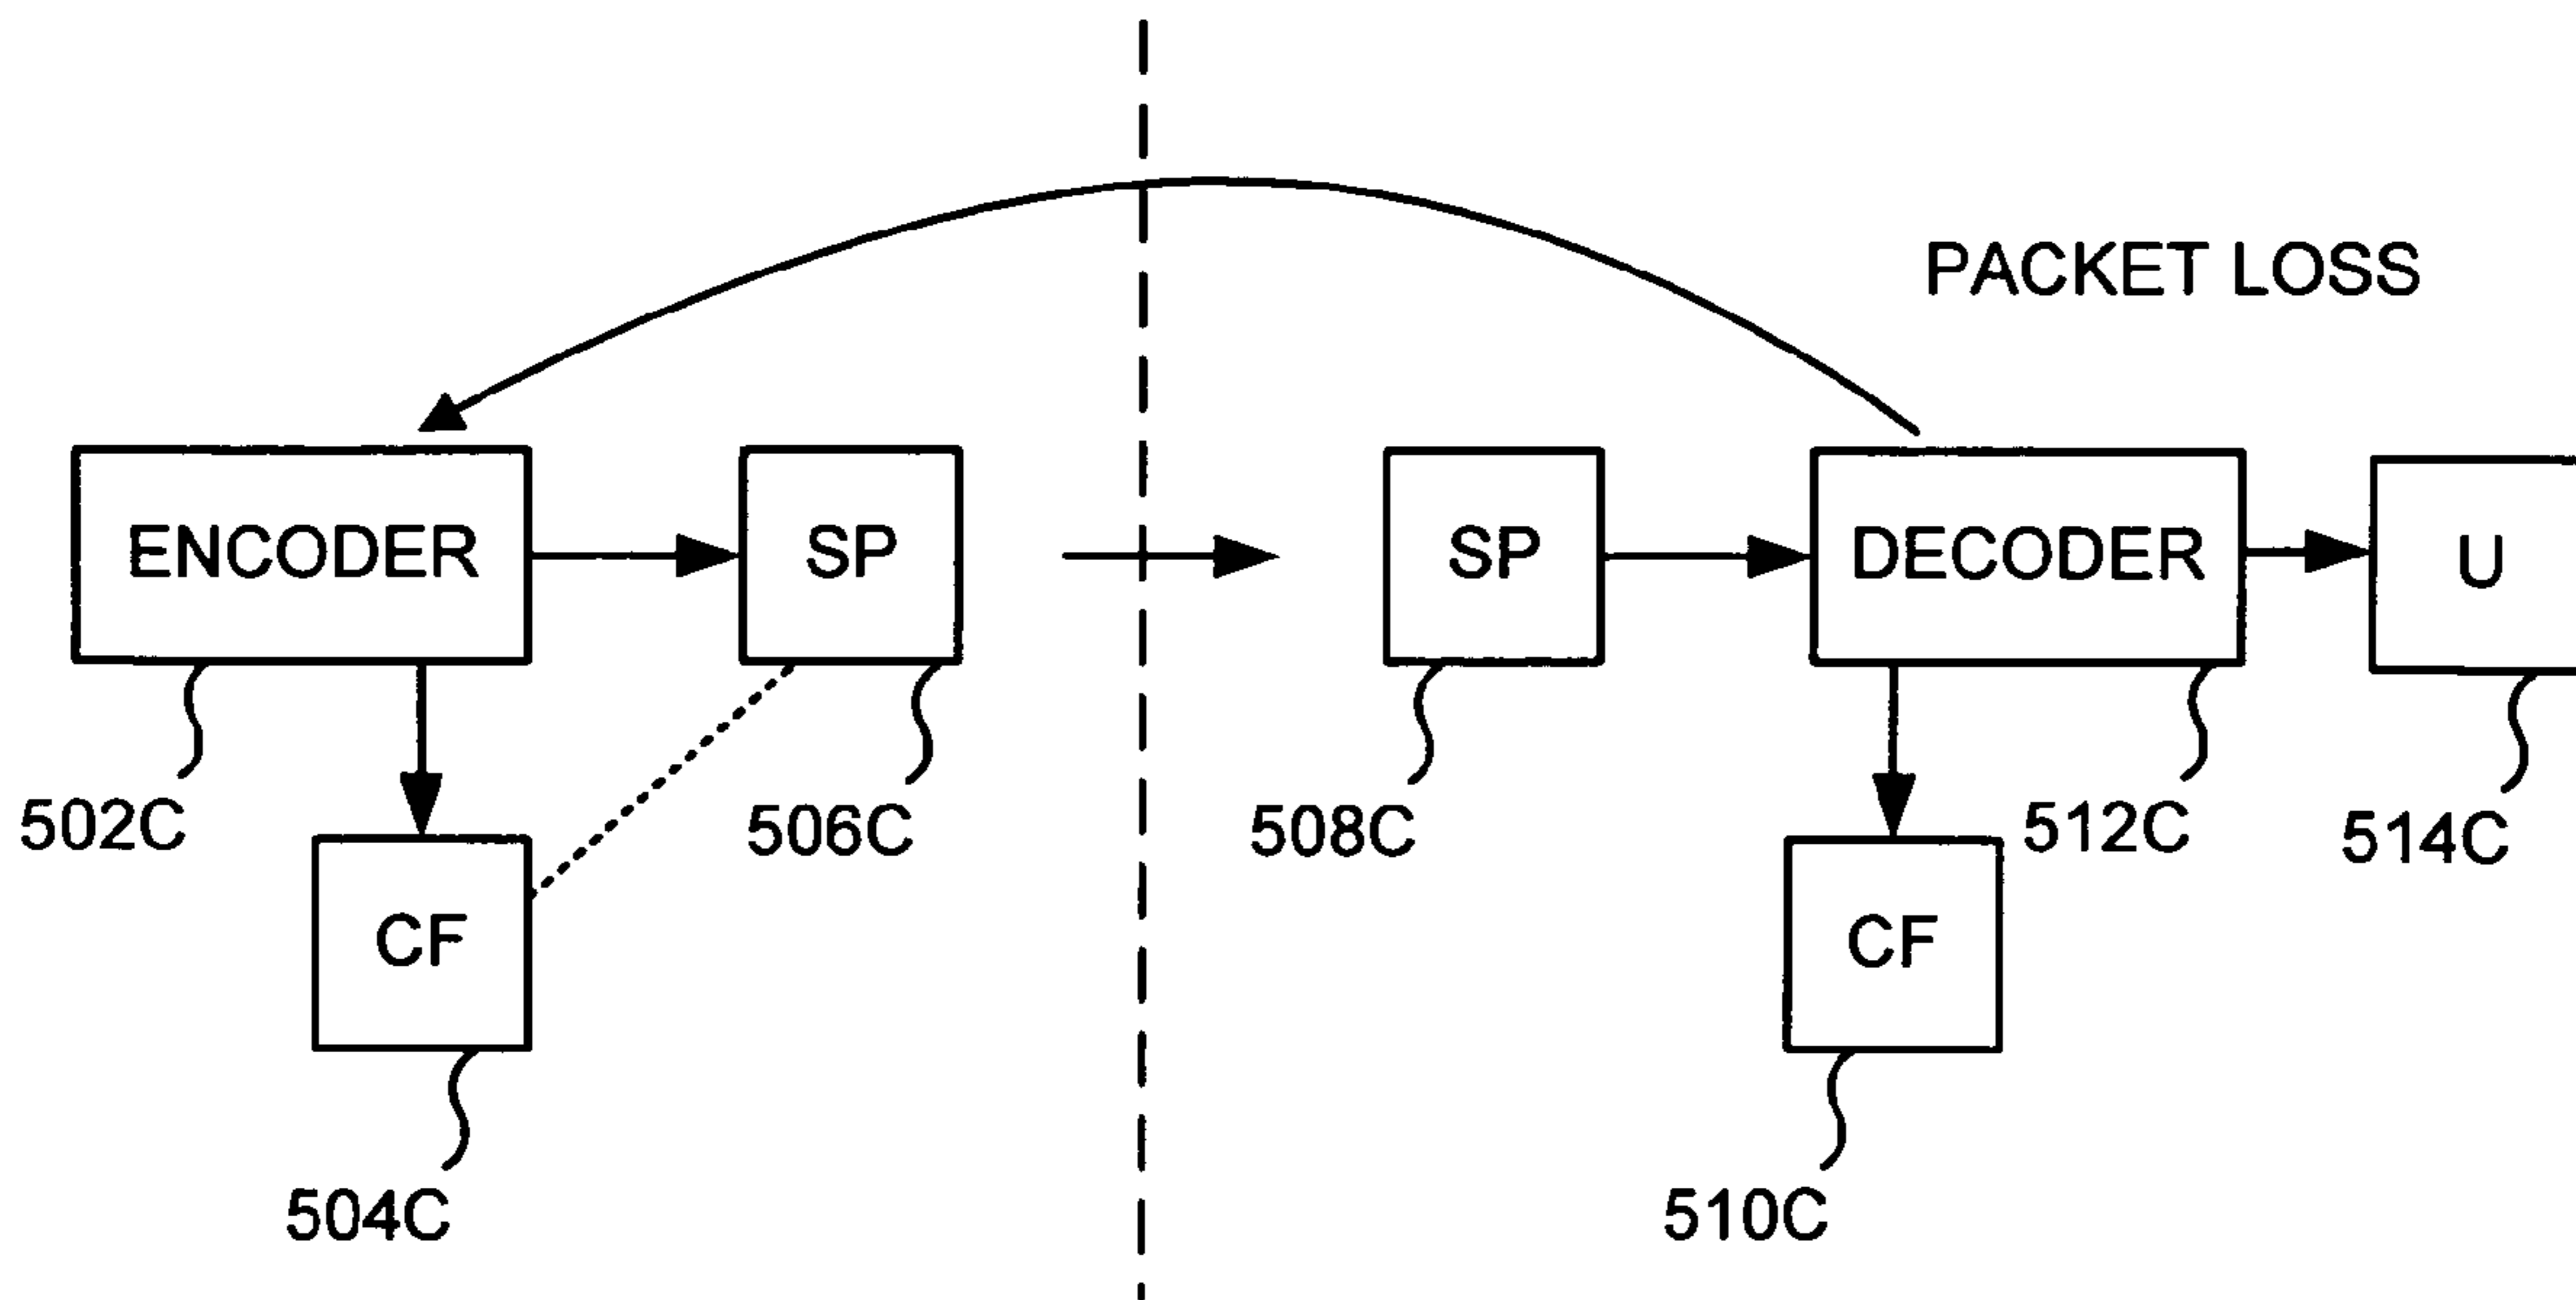 PACKET LOSS
ENCODER
SP
SP
DECODER
U
502C
506C
508C
512C
514C
CF
CF
504C
510C